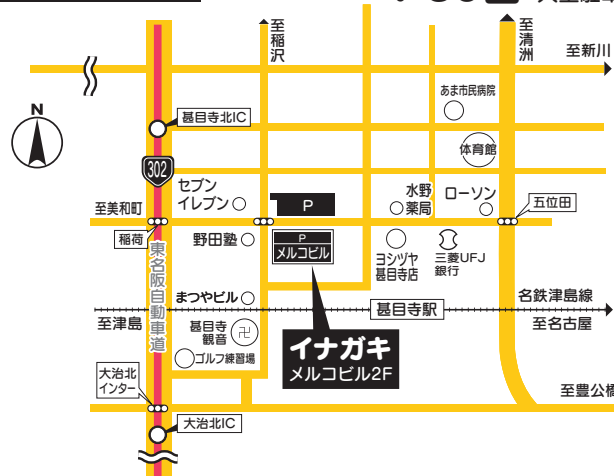 至稲沢
至清洲
至新川
N
甚目寺北IC
あま市民病院
体育館
302
セブン
イレブン
P
水野
薬局
ローソン
五位田
至美和町
稲荷
野田塾
P
メルコビル
ヨシヅヤ
甚目寺店
三菱UFJ
銀行
東名阪自動車道
まつやビル
甚目寺駅
名鉄津島線
至津島
至名古屋
甚目寺
観音
卍
ゴルフ練習場
イナガキ
メルコビル2F
大治北
インター
至豊公橋
大治北IC